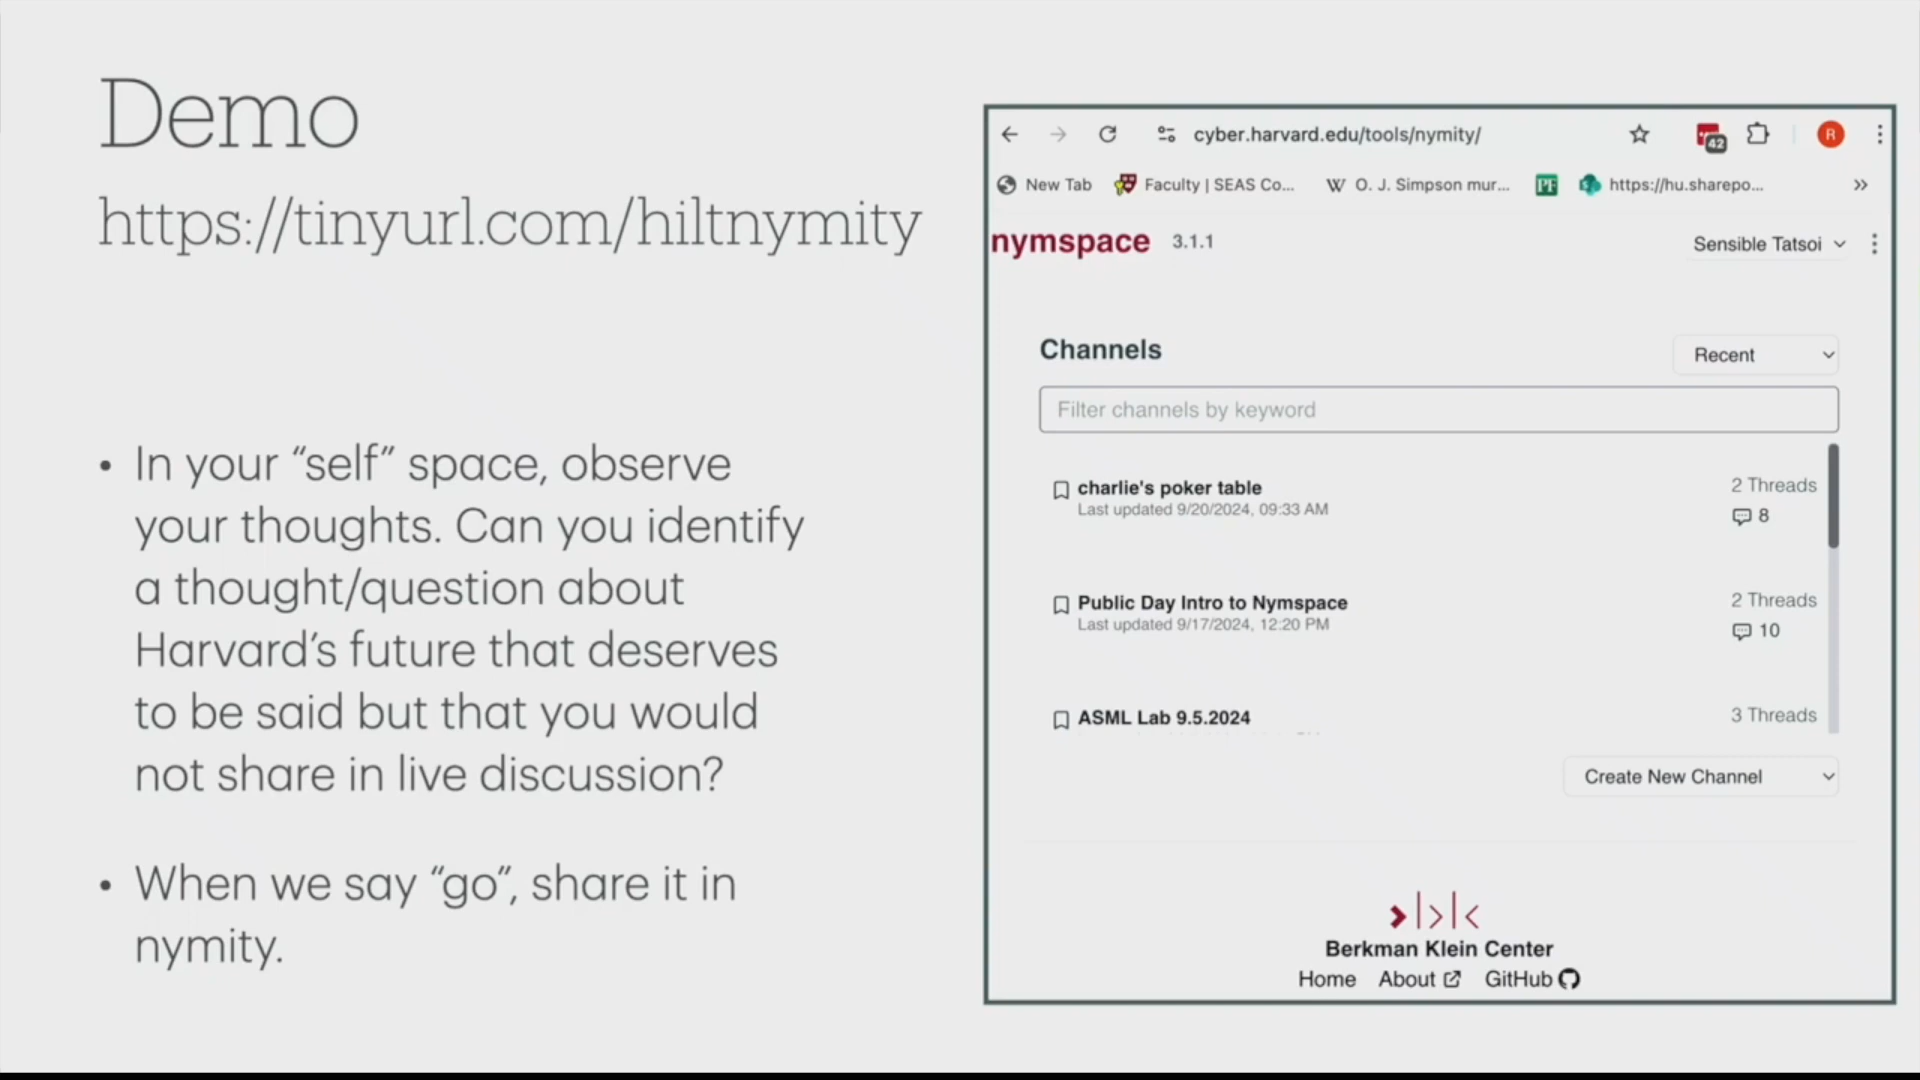 Demo
https://tinyurl.com/hiltnymity
• In your “self” space, observe
your thoughts. Can you identify
a thought/question about
Harvard’s future that deserves
to be said but that you would
not share in live discussion?
• When we say “go”, share it in
nymity.
cyber.harvard.edu/tools/nymity/
42
R
New Tab
Faculty | SEAS Co...
W O. J. Simpson mur...
PF
https://hu.sharepo...
nymspace 3.1.1
Sensible Tatsoi
Channels
Recent
Filter channels by keyword
charlie's poker table
Last updated 9/20/2024, 09:33 AM
2 Threads
8
Public Day Intro to Nymspace
Last updated 9/17/2024, 12:20 PM
2 Threads
10
ASML Lab 9.5.2024
3 Threads
Create New Channel
Berkman Klein Center
Home About GitHub